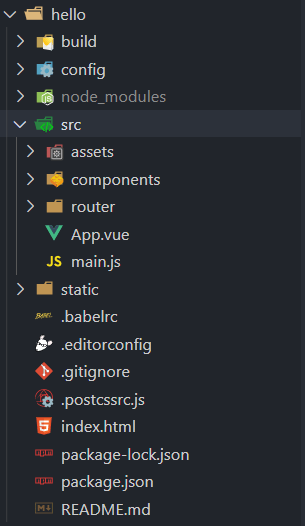 hello
build
config
node_modules
src
assets
components
router
App.vue
JS main.js
static
.babelrc
.editorconfig
.gitignore
.postcssrc.js
index.html
package-lock.json
package.json
README.md